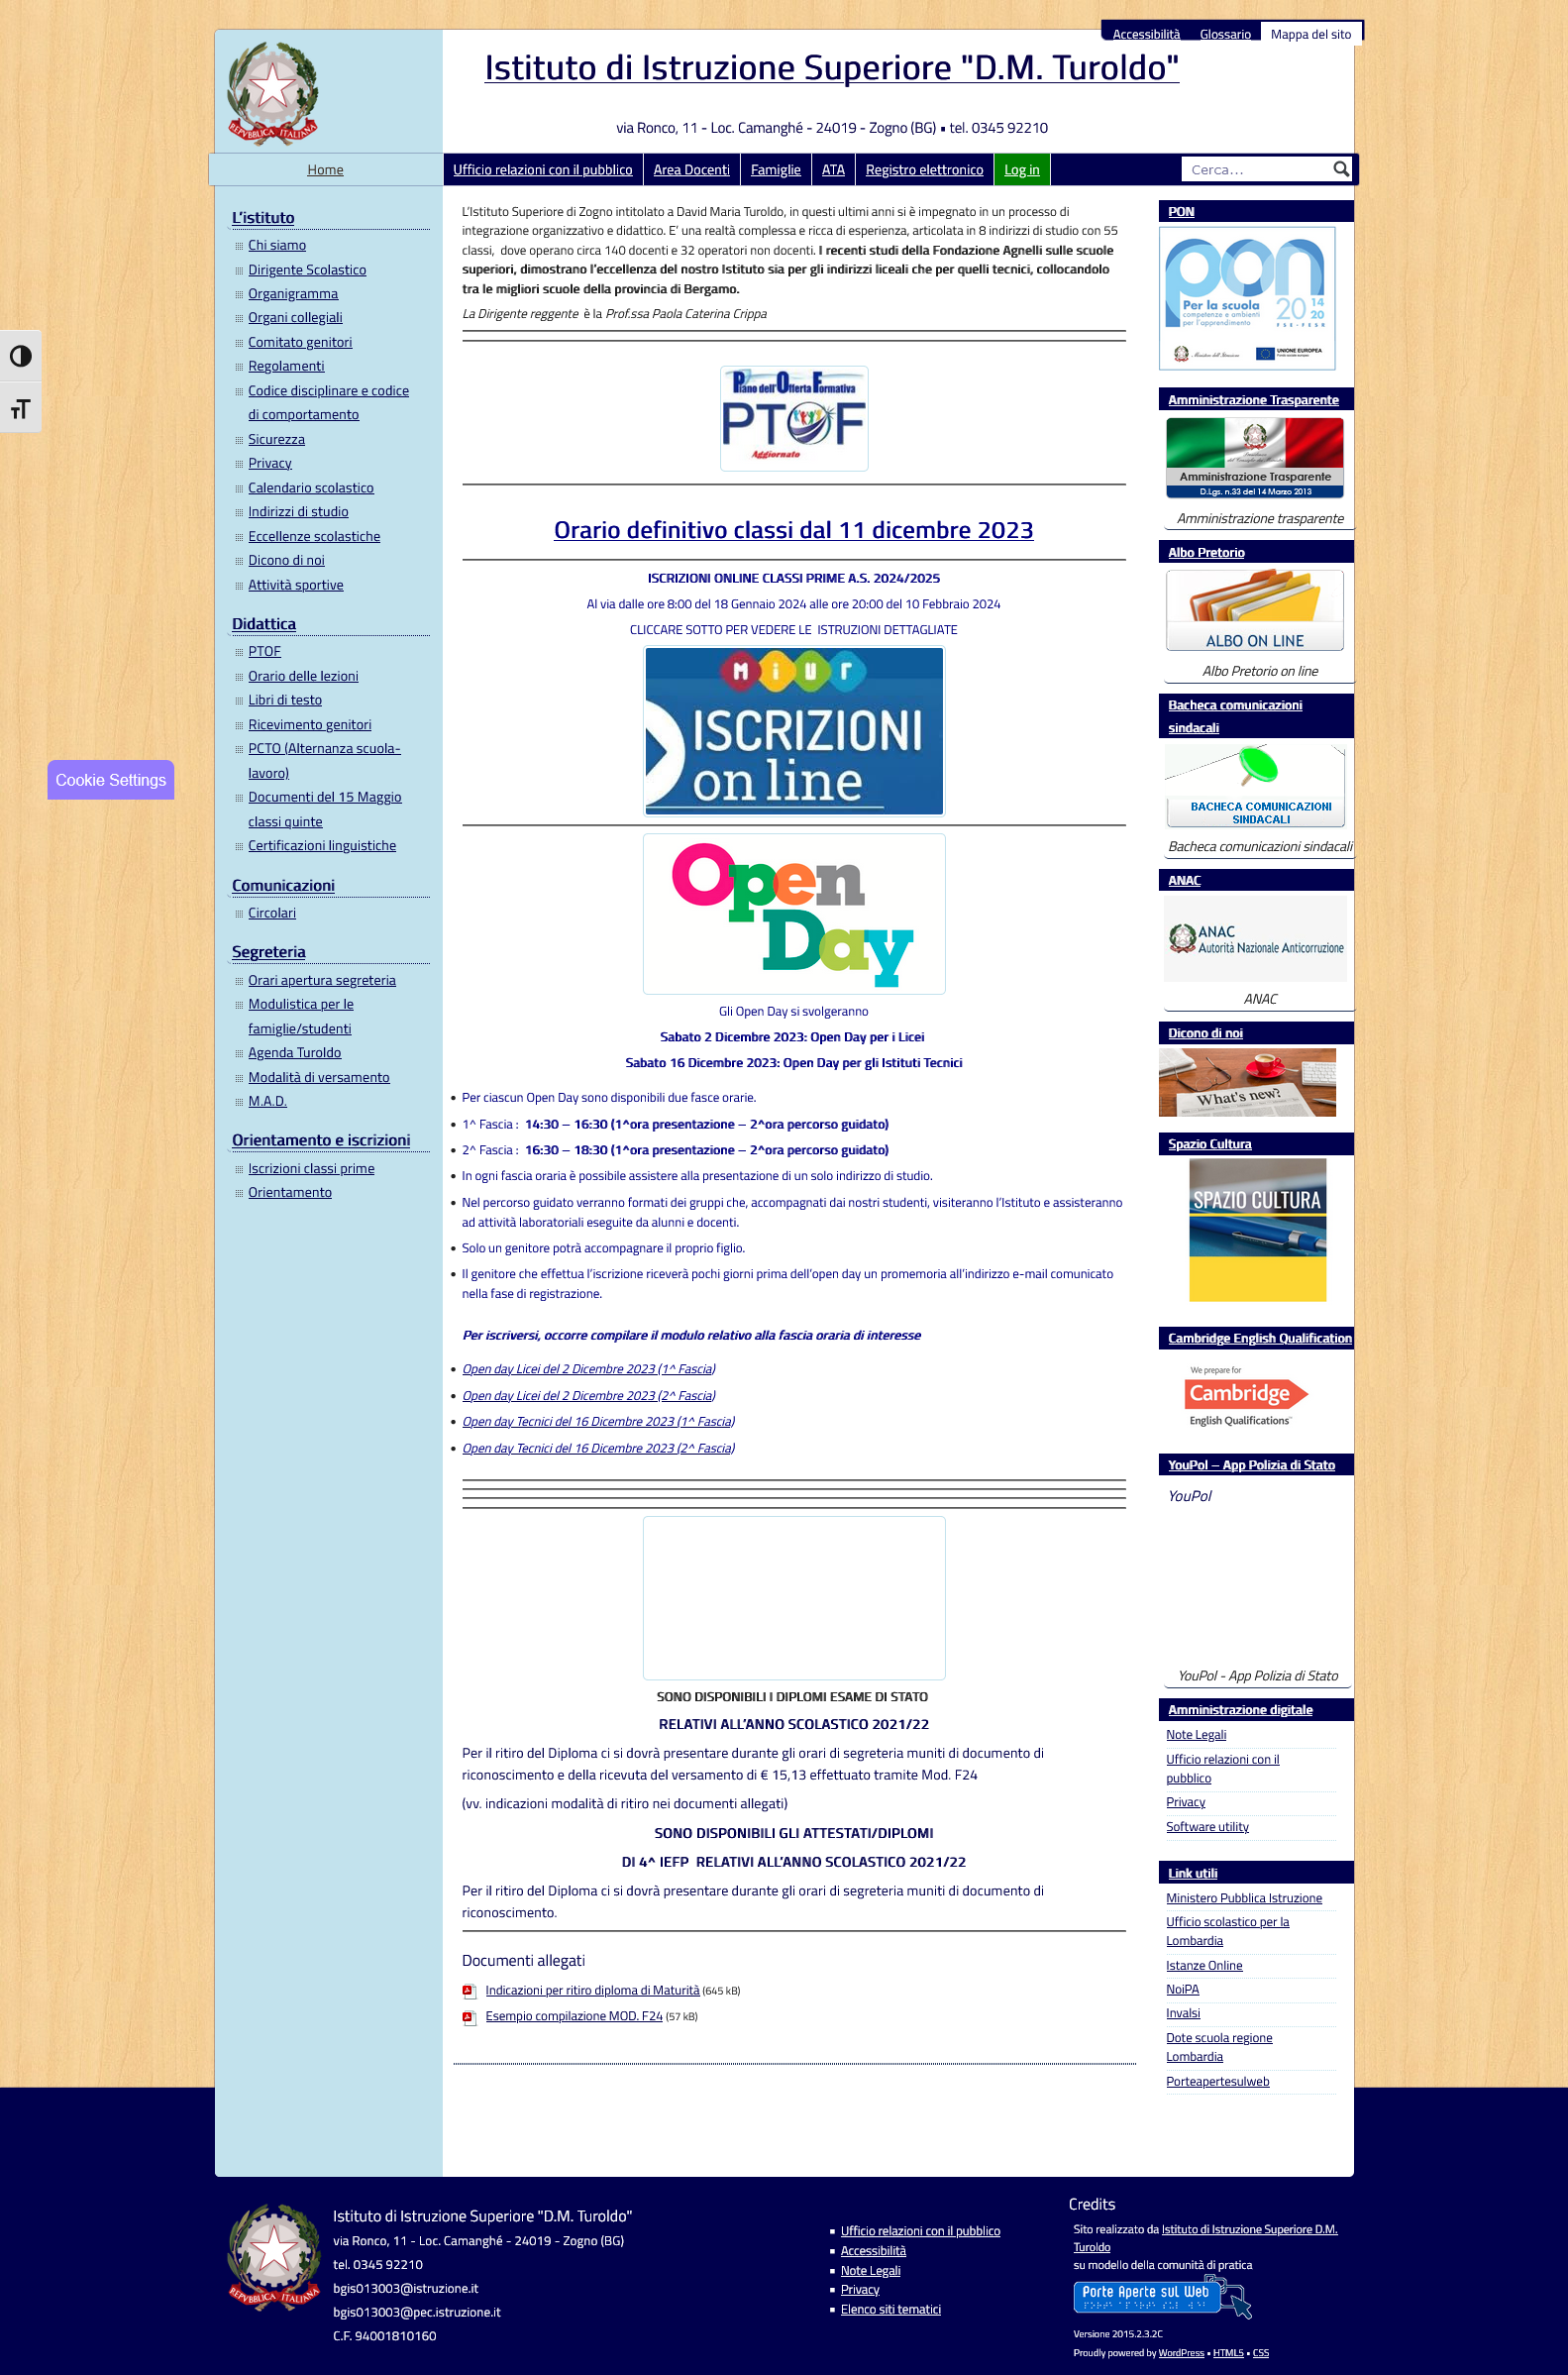 Accessibilità
Glossario
Mappa del sito
REPVBBLICA ITALIANA
Istituto di Istruzione Superiore "D.M. Turoldo"
via Ronco, 11 - Loc. Camanghé - 24019 - Zogno (BG) ▪ tel. 0345 92210
Home
Ufficio relazioni con il pubblico
Area Docenti
Famiglie
ATA
Registro elettronico
Log in
Cerca...
L’istituto
Chi siamo
Dirigente Scolastico
Organigramma
Organi collegiali
Comitato genitori
Regolamenti
Codice disciplinare e codice
di comportamento
Sicurezza
Privacy
Calendario scolastico
Indirizzi di studio
Eccellenze scolastiche
Dicono di noi
Attività sportive
Didattica
PTOF
Orario delle lezioni
Libri di testo
Ricevimento genitori
PCTO (Alternanza scuola-
lavoro)
Documenti del 15 Maggio
classi quinte
Certificazioni linguistiche
Comunicazioni
Circolari
Segreteria
Orari apertura segreteria
Modulistica per le
famiglie/studenti
Agenda Turoldo
Modalità di versamento
M.A.D.
Orientamento e iscrizioni
Iscrizioni classi prime
Orientamento
Cookie Settings
L’Istituto Superiore di Zogno intitolato a David Maria Turoldo, in questi ultimi anni si è impegnato in un processo di
integrazione organizzativo e didattico. E’ una realtà complessa e ricca di esperienza, articolata in 8 indirizzi di studio con 55
classi,  dove operano circa 140 docenti e 32 operatori non docenti. I recenti studi della Fondazione Agnelli sulle scuole
superiori, dimostrano l’eccellenza del nostro Istituto sia per gli indirizzi liceali che per quelli tecnici, collocandolo
tra le migliori scuole della provincia di Bergamo.
La Dirigente reggente  è la Prof.ssa Paola Caterina Crippa
Piano dell'Offerta Formativa
PTOF
Aggiornato
Orario definitivo classi dal 11 dicembre 2023
ISCRIZIONI ONLINE CLASSI PRIME A.S. 2024/2025
Al via dalle ore 8:00 del 18 Gennaio 2024 alle ore 20:00 del 10 Febbraio 2024
CLICCARE SOTTO PER VEDERE LE  ISTRUZIONI DETTAGLIATE
MIUR
ISCRIZIONI
on line
Open
Day
Gli Open Day si svolgeranno
Sabato 2 Dicembre 2023: Open Day per i Licei
Sabato 16 Dicembre 2023: Open Day per gli Istituti Tecnici
Per ciascun Open Day sono disponibili due fasce orarie.
1^ Fascia :  14:30 – 16:30 (1^ora presentazione – 2^ora percorso guidato)
2^ Fascia :  16:30 – 18:30 (1^ora presentazione – 2^ora percorso guidato)
In ogni fascia oraria è possibile assistere alla presentazione di un solo indirizzo di studio.
Nel percorso guidato verranno formati dei gruppi che, accompagnati dai nostri studenti, visiteranno l’Istituto e assisteranno
ad attività laboratoriali eseguite da alunni e docenti.
Solo un genitore potrà accompagnare il proprio figlio.
Il genitore che effettua l’iscrizione riceverà pochi giorni prima dell’open day un promemoria all’indirizzo e-mail comunicato
nella fase di registrazione.
Per iscriversi, occorre compilare il modulo relativo alla fascia oraria di interesse
Open day Licei del 2 Dicembre 2023 (1^ Fascia)
Open day Licei del 2 Dicembre 2023 (2^ Fascia)
Open day Tecnici del 16 Dicembre 2023 (1^ Fascia)
Open day Tecnici del 16 Dicembre 2023 (2^ Fascia)
SONO DISPONIBILI I DIPLOMI ESAME DI STATO
RELATIVI ALL’ANNO SCOLASTICO 2021/22
Per il ritiro del Diploma ci si dovrà presentare durante gli orari di segreteria muniti di documento di
riconoscimento e della ricevuta del versamento di € 15,13 effettuato tramite Mod. F24
(vv. indicazioni modalità di ritiro nei documenti allegati)
SONO DISPONIBILI GLI ATTESTATI/DIPLOMI
DI 4^ IEFP  RELATIVI ALL’ANNO SCOLASTICO 2021/22
Per il ritiro del Diploma ci si dovrà presentare durante gli orari di segreteria muniti di documento di
riconoscimento.
Documenti allegati
Indicazioni per ritiro diploma di Maturità (645 kB)
Esempio compilazione MOD. F24 (57 kB)
PON
pon
Per la scuola
competenze e ambienti
per l'apprendimento
2014
2020
FSE-FESR
Ministero dell'Istruzione
UNIONE EUROPEA
Amministrazione Trasparente
Amministrazione Trasparente
D.Lgs. n.33 del 14 Marzo 2013
Amministrazione trasparente
Albo Pretorio
ALBO ON LINE
Albo Pretorio on line
Bacheca comunicazioni
sindacali
BACHECA COMUNICAZIONI
SINDACALI
Bacheca comunicazioni sindacali
ANAC
ANAC
Autorità Nazionale Anticorruzione
ANAC
Dicono di noi
What's new?
Spazio Cultura
SPAZIO CULTURA
Cambridge English Qualification
We prepare for
Cambridge
English Qualifications™
YouPol – App Polizia di Stato
YouPol
YouPol - App Polizia di Stato
Amministrazione digitale
Note Legali
Ufficio relazioni con il
pubblico
Privacy
Software utility
Link utili
Ministero Pubblica Istruzione
Ufficio scolastico per la
Lombardia
Istanze Online
NoiPA
Invalsi
Dote scuola regione
Lombardia
Porteapertesulweb
REPVBBLICA ITALIANA
Istituto di Istruzione Superiore "D.M. Turoldo"
via Ronco, 11 - Loc. Camanghé - 24019 - Zogno (BG)
tel. 0345 92210
bgis013003@istruzione.it
bgis013003@pec.istruzione.it
C.F. 94001810160
Ufficio relazioni con il pubblico
Accessibilità
Note Legali
Privacy
Elenco siti tematici
Credits
Sito realizzato da Istituto di Istruzione Superiore D.M.
Turoldo
su modello della comunità di pratica
Porte Aperte sul Web
Versione 2015.2.3.2C
Proudly powered by WordPress ▪ HTML5 ▪ CSS